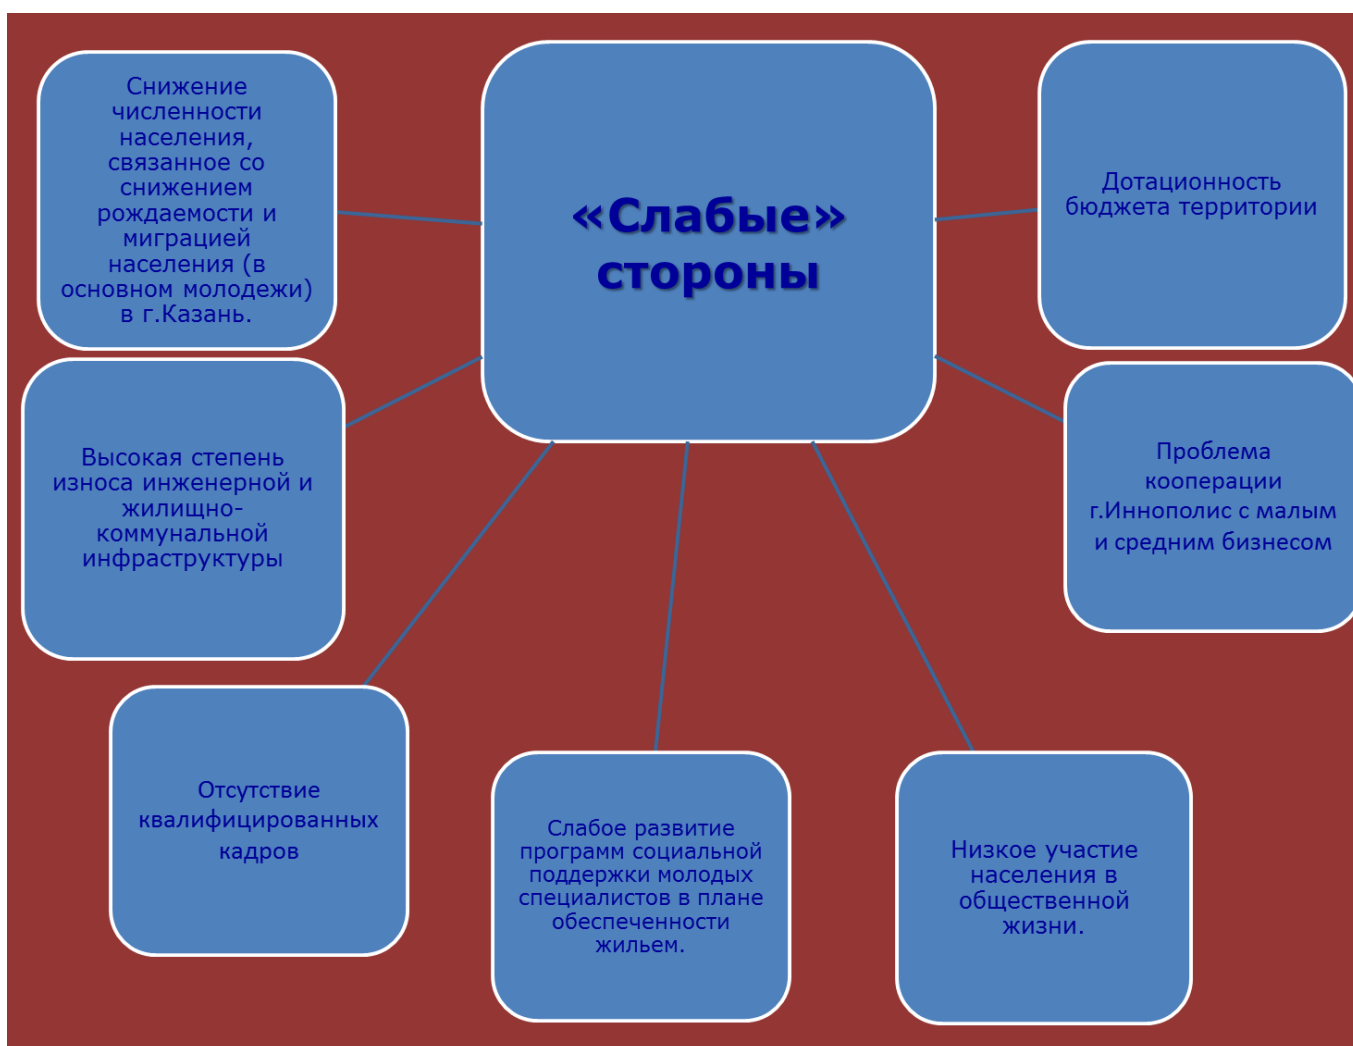 «Слабые»
стороны
Снижение
численности
населения,
связанное со
снижением
рождаемости и
миграцией
населения (в
основном молодежи)
в г.Казань.
Дотационность
бюджета территории
Высокая степень
износа инженерной и
жилищно-
коммунальной
инфраструктуры
Проблема
кооперации
г.Иннополис с малым
и средним бизнесом
Отсутствие
квалифицированных
кадров
Слабое развитие
программ социальной
поддержки молодых
специалистов в плане
обеспеченности
жильем.
Низкое участие
населения в
общественной
жизни.